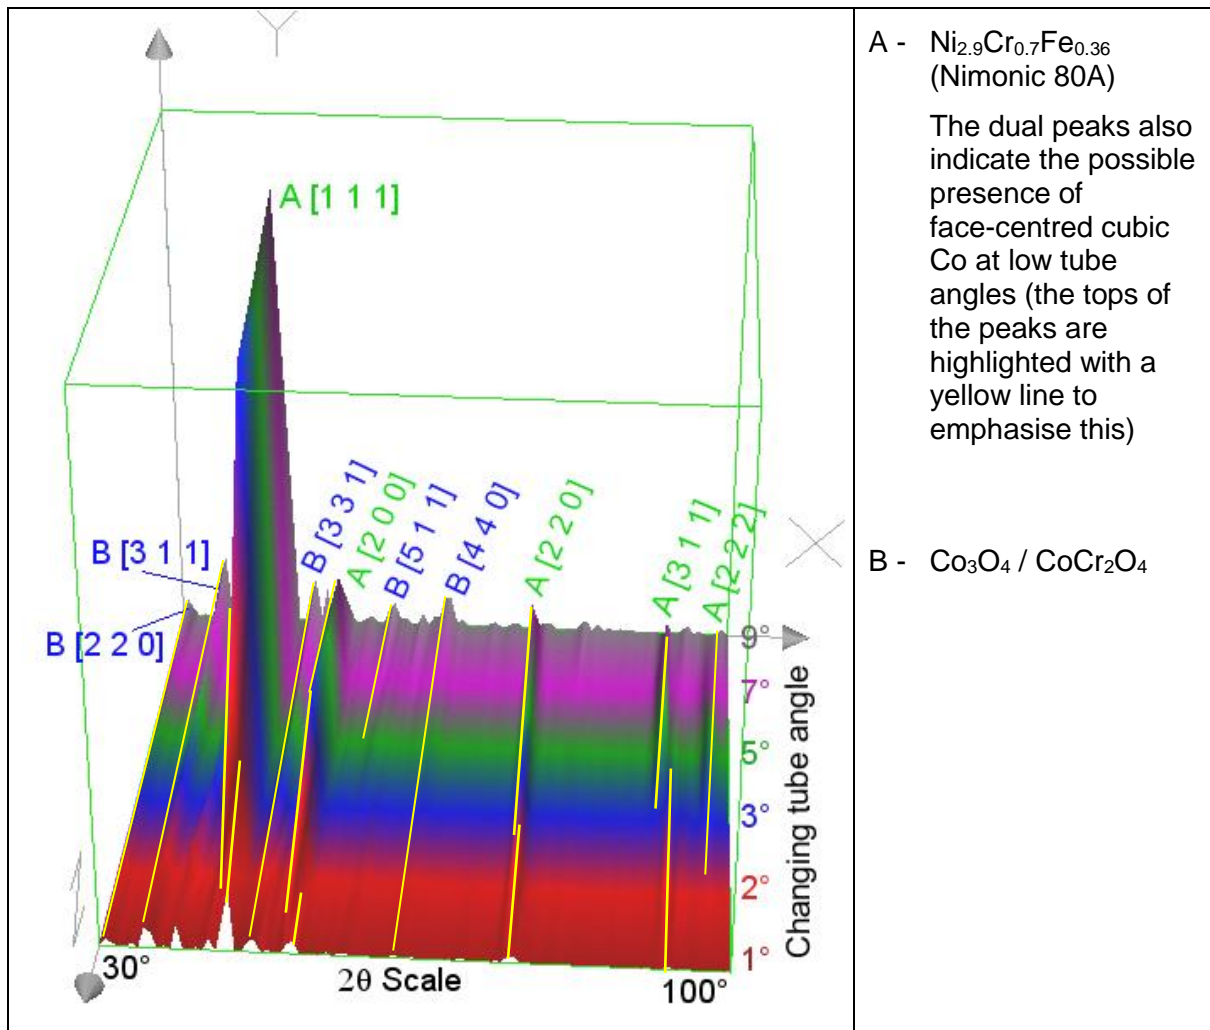 A [1 1 1]
B [3 1 1]
B [2 2 0]
B [3 3 1]
A [2 0 0]
B [5 1 1]
B [4 4 0]
A [2 2 0]
A [3 1 1]
A [2 2 2]
9°
7°
5°
3°
2°
1°
Changing tube angle
30°
2θ Scale
100°
A - Ni2.9Cr0.7Fe0.36
(Nimonic 80A)
The dual peaks also
indicate the possible
presence of
face-centred cubic
Co at low tube
angles (the tops of
the peaks are
highlighted with a
yellow line to
emphasise this)
B - Co3O4 / CoCr2O4